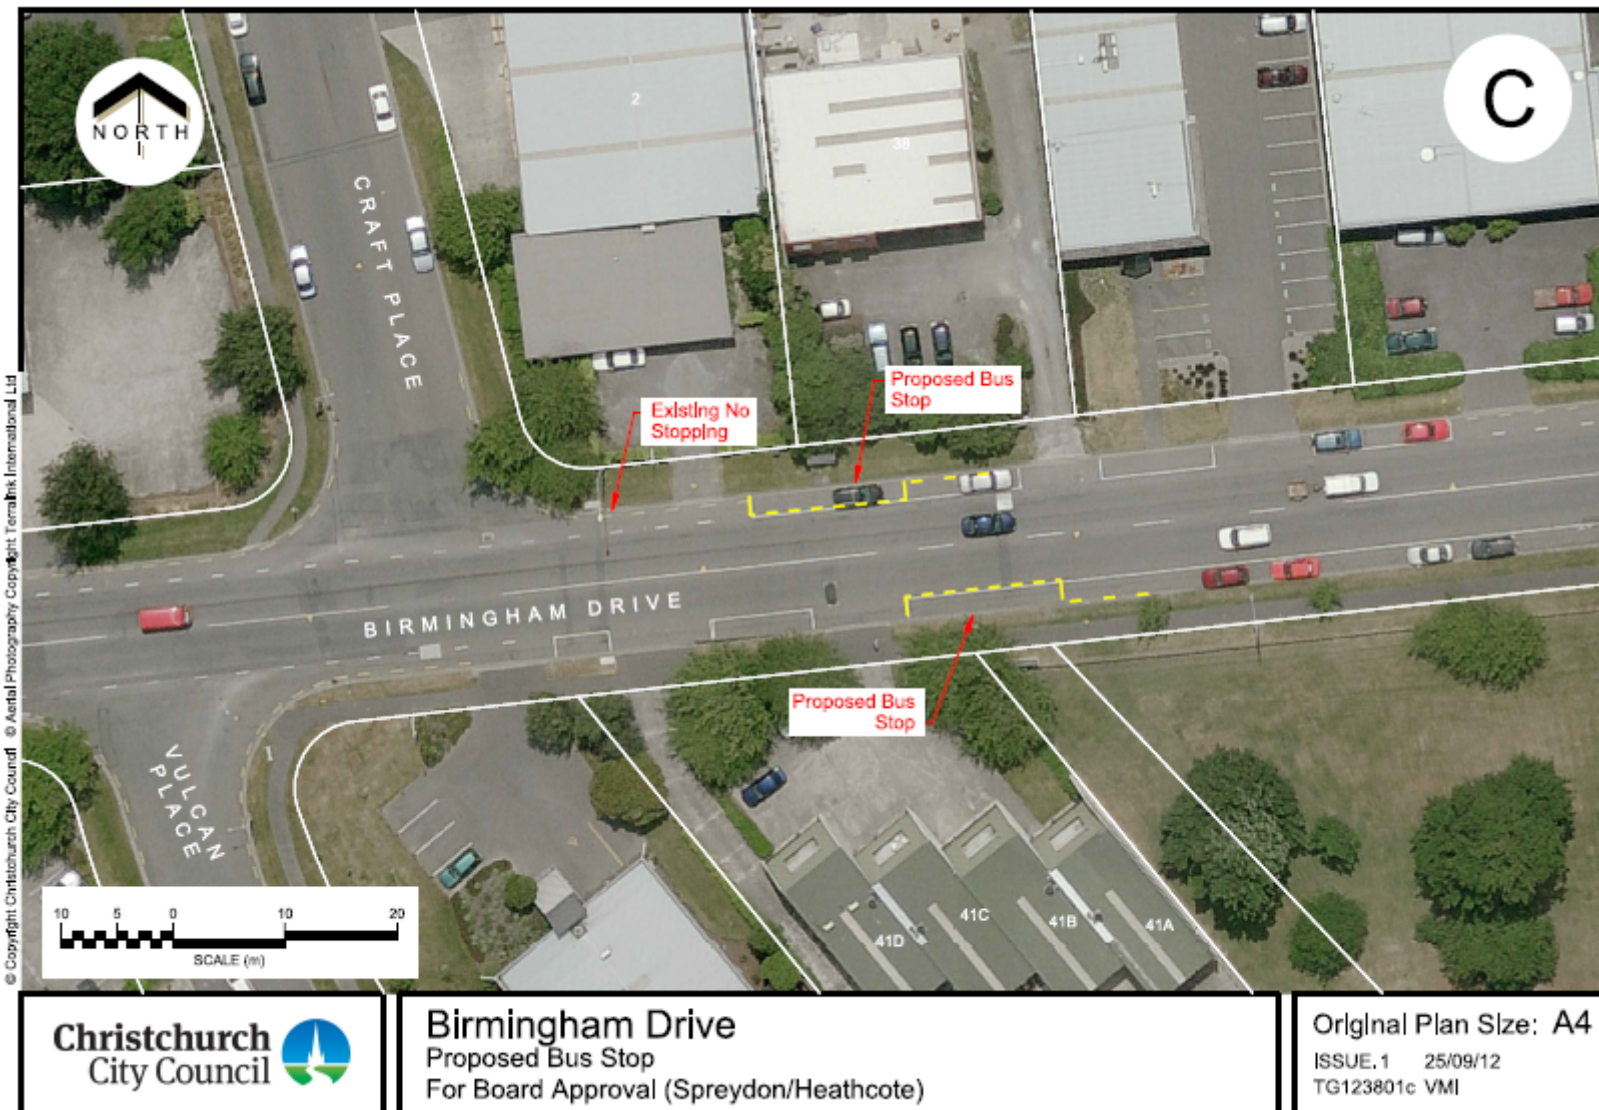 NORTH
C
CRAFT PLACE
2
38
Existing No
Stopping
Proposed Bus
Stop
BIRMINGHAM DRIVE
Proposed Bus
Stop
VULCAN
PLACE
41D
41C
41B
41A
10 5 0 10 20
SCALE (m)
© Copyright Christchurch City Council © Aerial Photography Copyright Terralink International Ltd
Christchurch
City Council
Birmingham Drive
Proposed Bus Stop
For Board Approval (Spreydon/Heathcote)
Original Plan Size: A4
ISSUE.1 25/09/12
TG123801c VMI